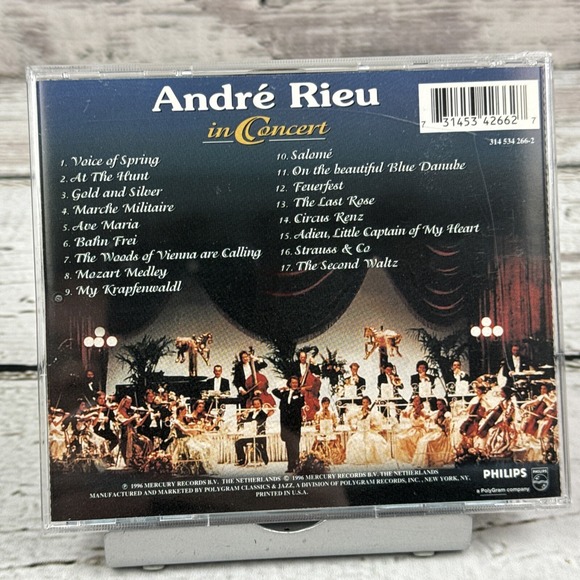 André Rieu
in Concert
7 31453 42662 7
314 534 266-2
1. Voice of Spring
2. At The Hunt
3. Gold and Silver
4. Marche Militaire
5. Ave Maria
6. Bahn Frei
7. The Woods of Vienna are Calling
8. Mozart Medley
9. My Krapfenwaldl
10. Salomé
11. On the beautiful Blue Danube
12. Feuerfest
13. The Last Rose
14. Circus Renz
15. Adieu, Little Captain of My Heart
16. Strauss & Co
17. The Second Waltz
℗ 1996 MERCURY RECORDS B.V. THE NETHERLANDS © 1996 MERCURY RECORDS B.V. THE NETHERLANDS
MANUFACTURED AND MARKETED BY POLYGRAM CLASSICS & JAZZ, A DIVISION OF POLYGRAM RECORDS, INC., NEW YORK, NY.
PRINTED IN U.S.A.
PHILIPS
a PolyGram company
PHILIPS